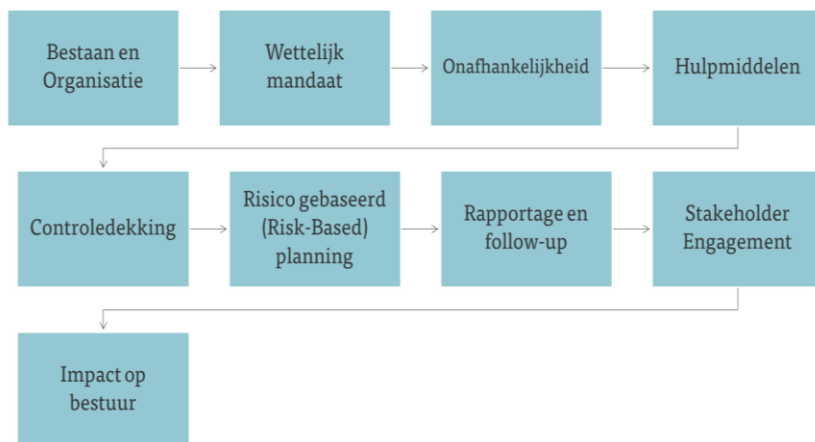 Bestaan en
Organisatie
Wettelijk
mandaat
Onafhankelijkheid
Hulpmiddelen
Controledekking
Risico gebaseerd
(Risk-Based)
planning
Rapportage en
follow-up
Stakeholder
Engagement
Impact op
bestuur